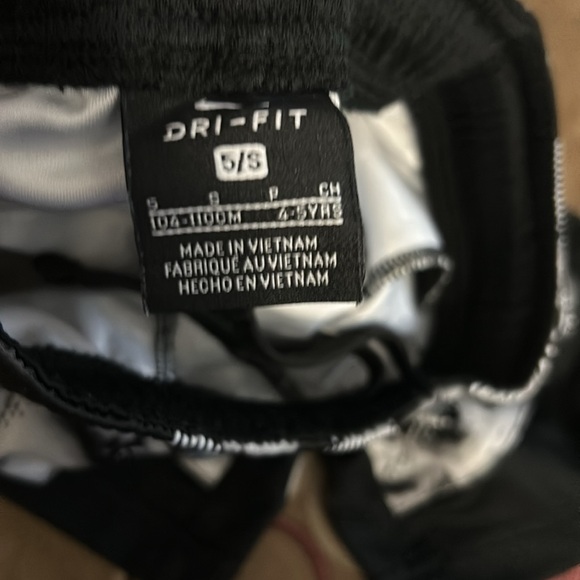 DRI-FIT
5/S
S S P CH
104-110CM 4-5YRS
MADE IN VIETNAM
FABRIQUÉ AU VIETNAM
HECHO EN VIETNAM